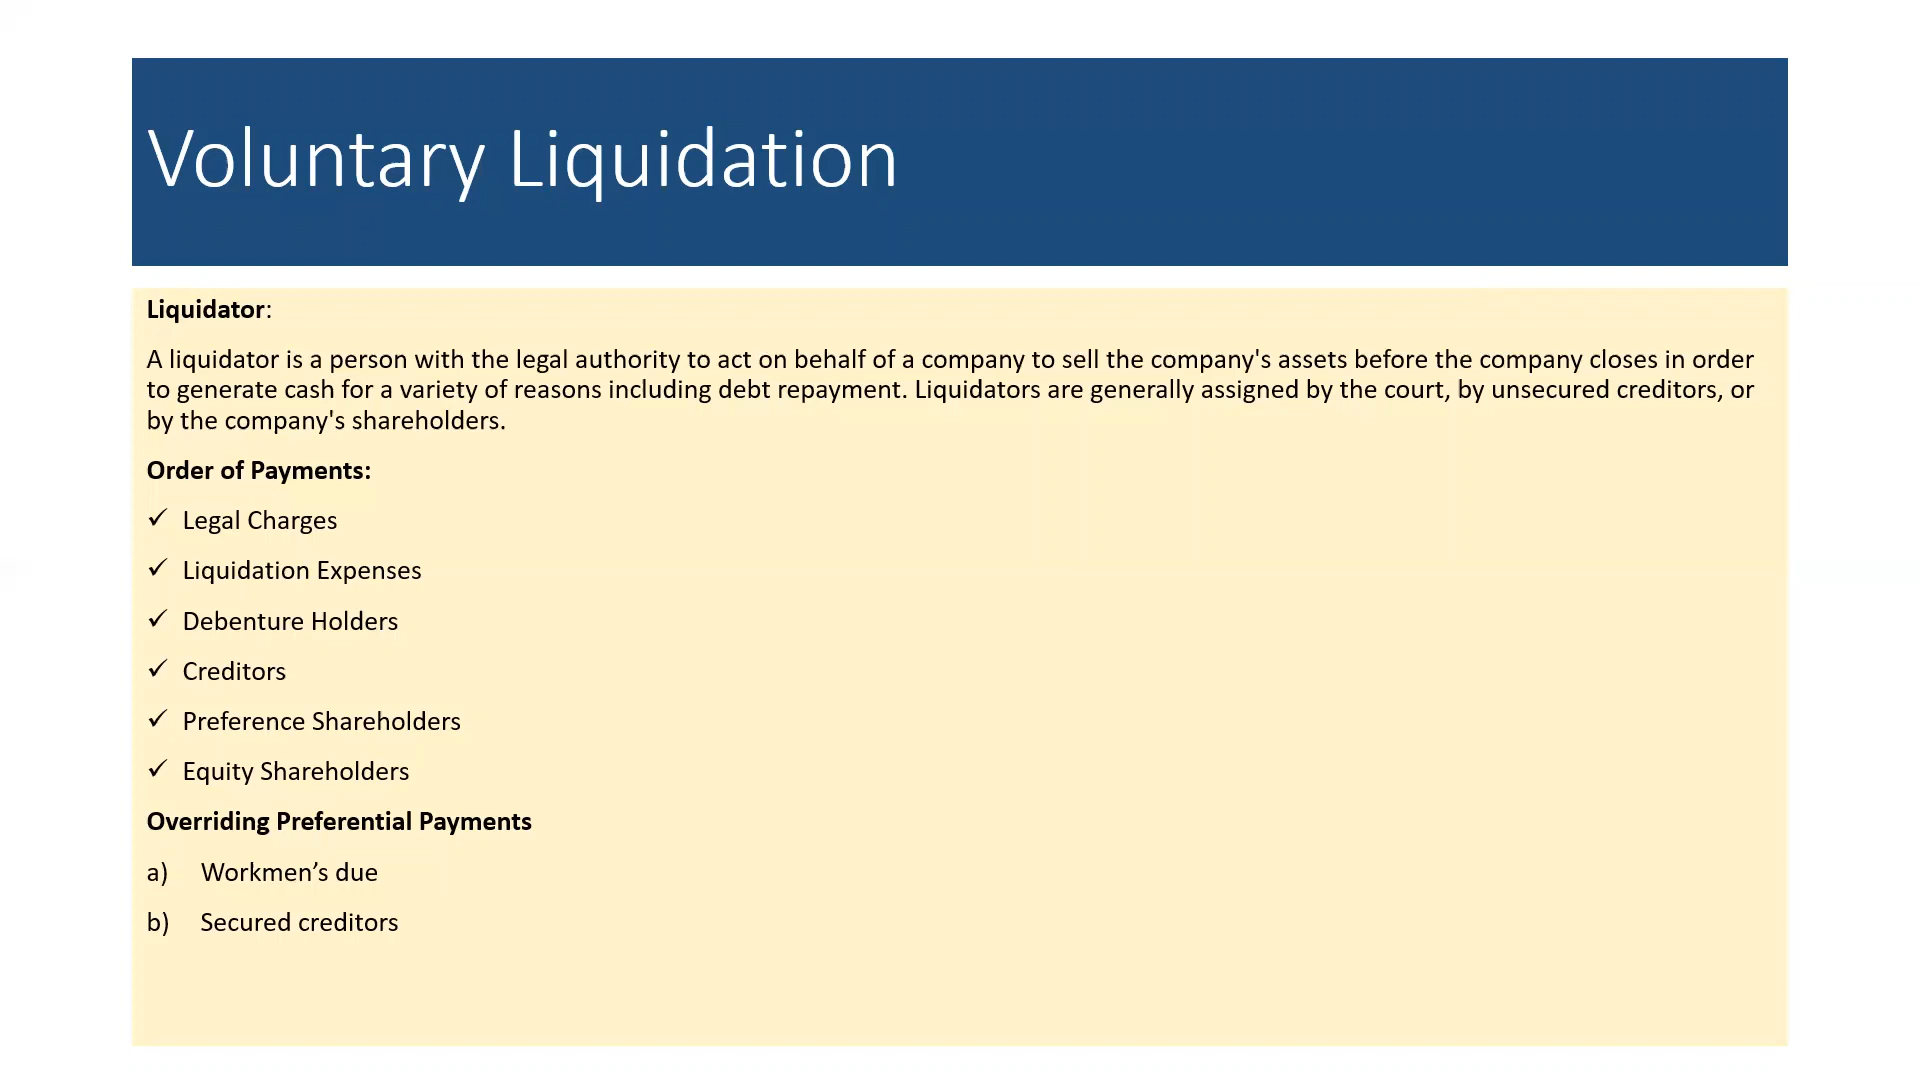 Voluntary Liquidation
Liquidator:
A liquidator is a person with the legal authority to act on behalf of a company to sell the company's assets before the company closes in order
to generate cash for a variety of reasons including debt repayment. Liquidators are generally assigned by the court, by unsecured creditors, or
by the company's shareholders.
Order of Payments:
✓ Legal Charges
✓ Liquidation Expenses
✓ Debenture Holders
✓ Creditors
✓ Preference Shareholders
✓ Equity Shareholders
Overriding Preferential Payments
a) Workmen’s due
b) Secured creditors